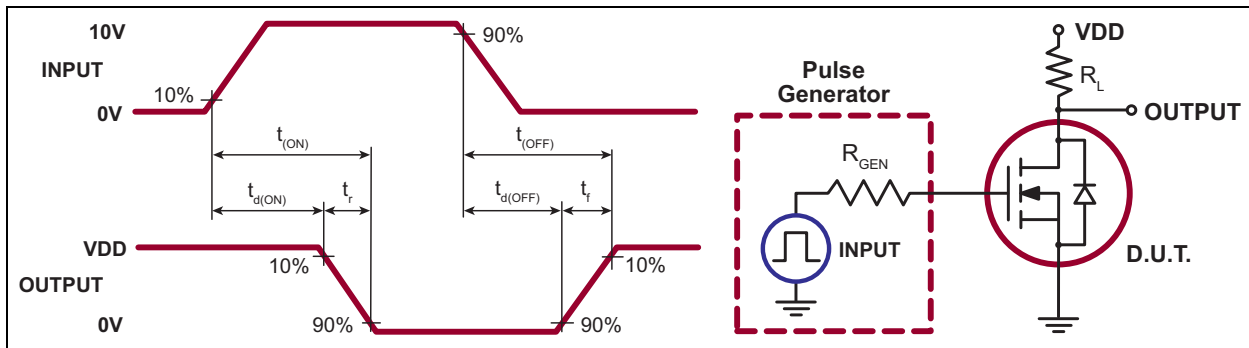 10V
INPUT
10%
0V
90%
t(ON)
t(OFF)
td(ON)
tr
td(OFF)
tf
VDD
OUTPUT
0V
10%
90%
90%
10%
Pulse
Generator
RGEN
INPUT
VDD
RL
OUTPUT
D.U.T.